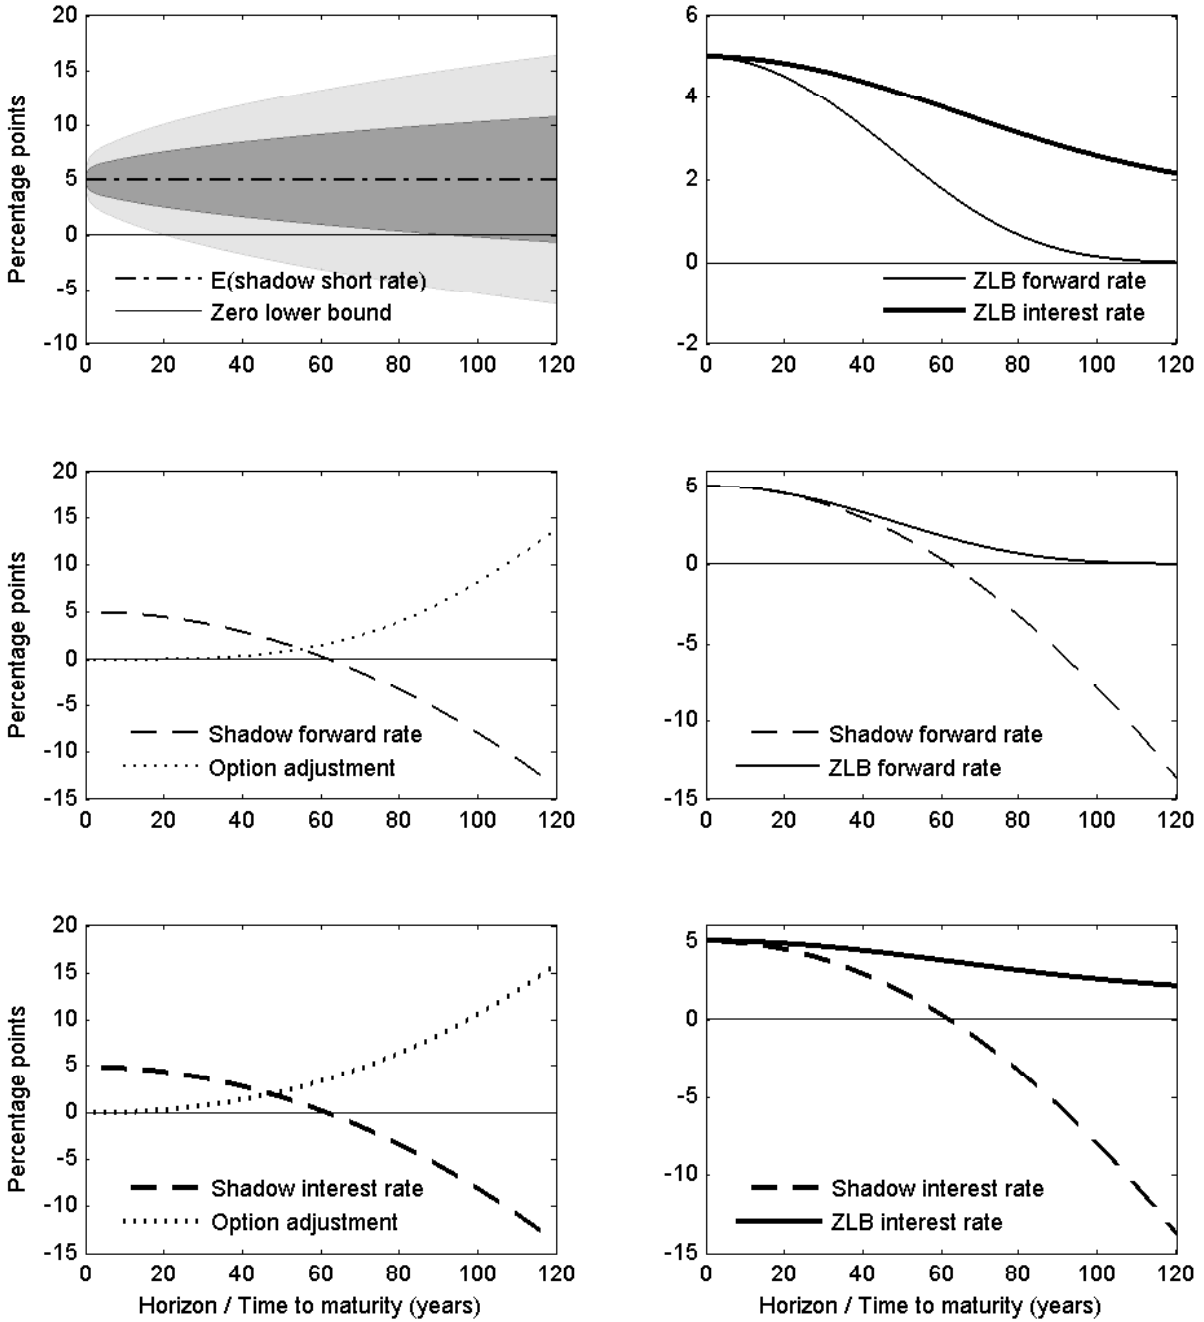 20
15
10
5
0
-5
-10
Percentage points
E(shadow short rate)
Zero lower bound
0 20 40 60 80 100 120
6
4
2
0
-2
ZLB forward rate
ZLB interest rate
0 20 40 60 80 100 120
20
15
10
5
0
-5
-10
-15
Percentage points
Shadow forward rate
Option adjustment
0 20 40 60 80 100 120
5
0
-5
-10
-15
Shadow forward rate
ZLB forward rate
0 20 40 60 80 100 120
20
15
10
5
0
-5
-10
-15
Percentage points
Shadow interest rate
Option adjustment
0 20 40 60 80 100 120
Horizon / Time to maturity (years)
5
0
-5
-10
-15
Shadow interest rate
ZLB interest rate
0 20 40 60 80 100 120
Horizon / Time to maturity (years)